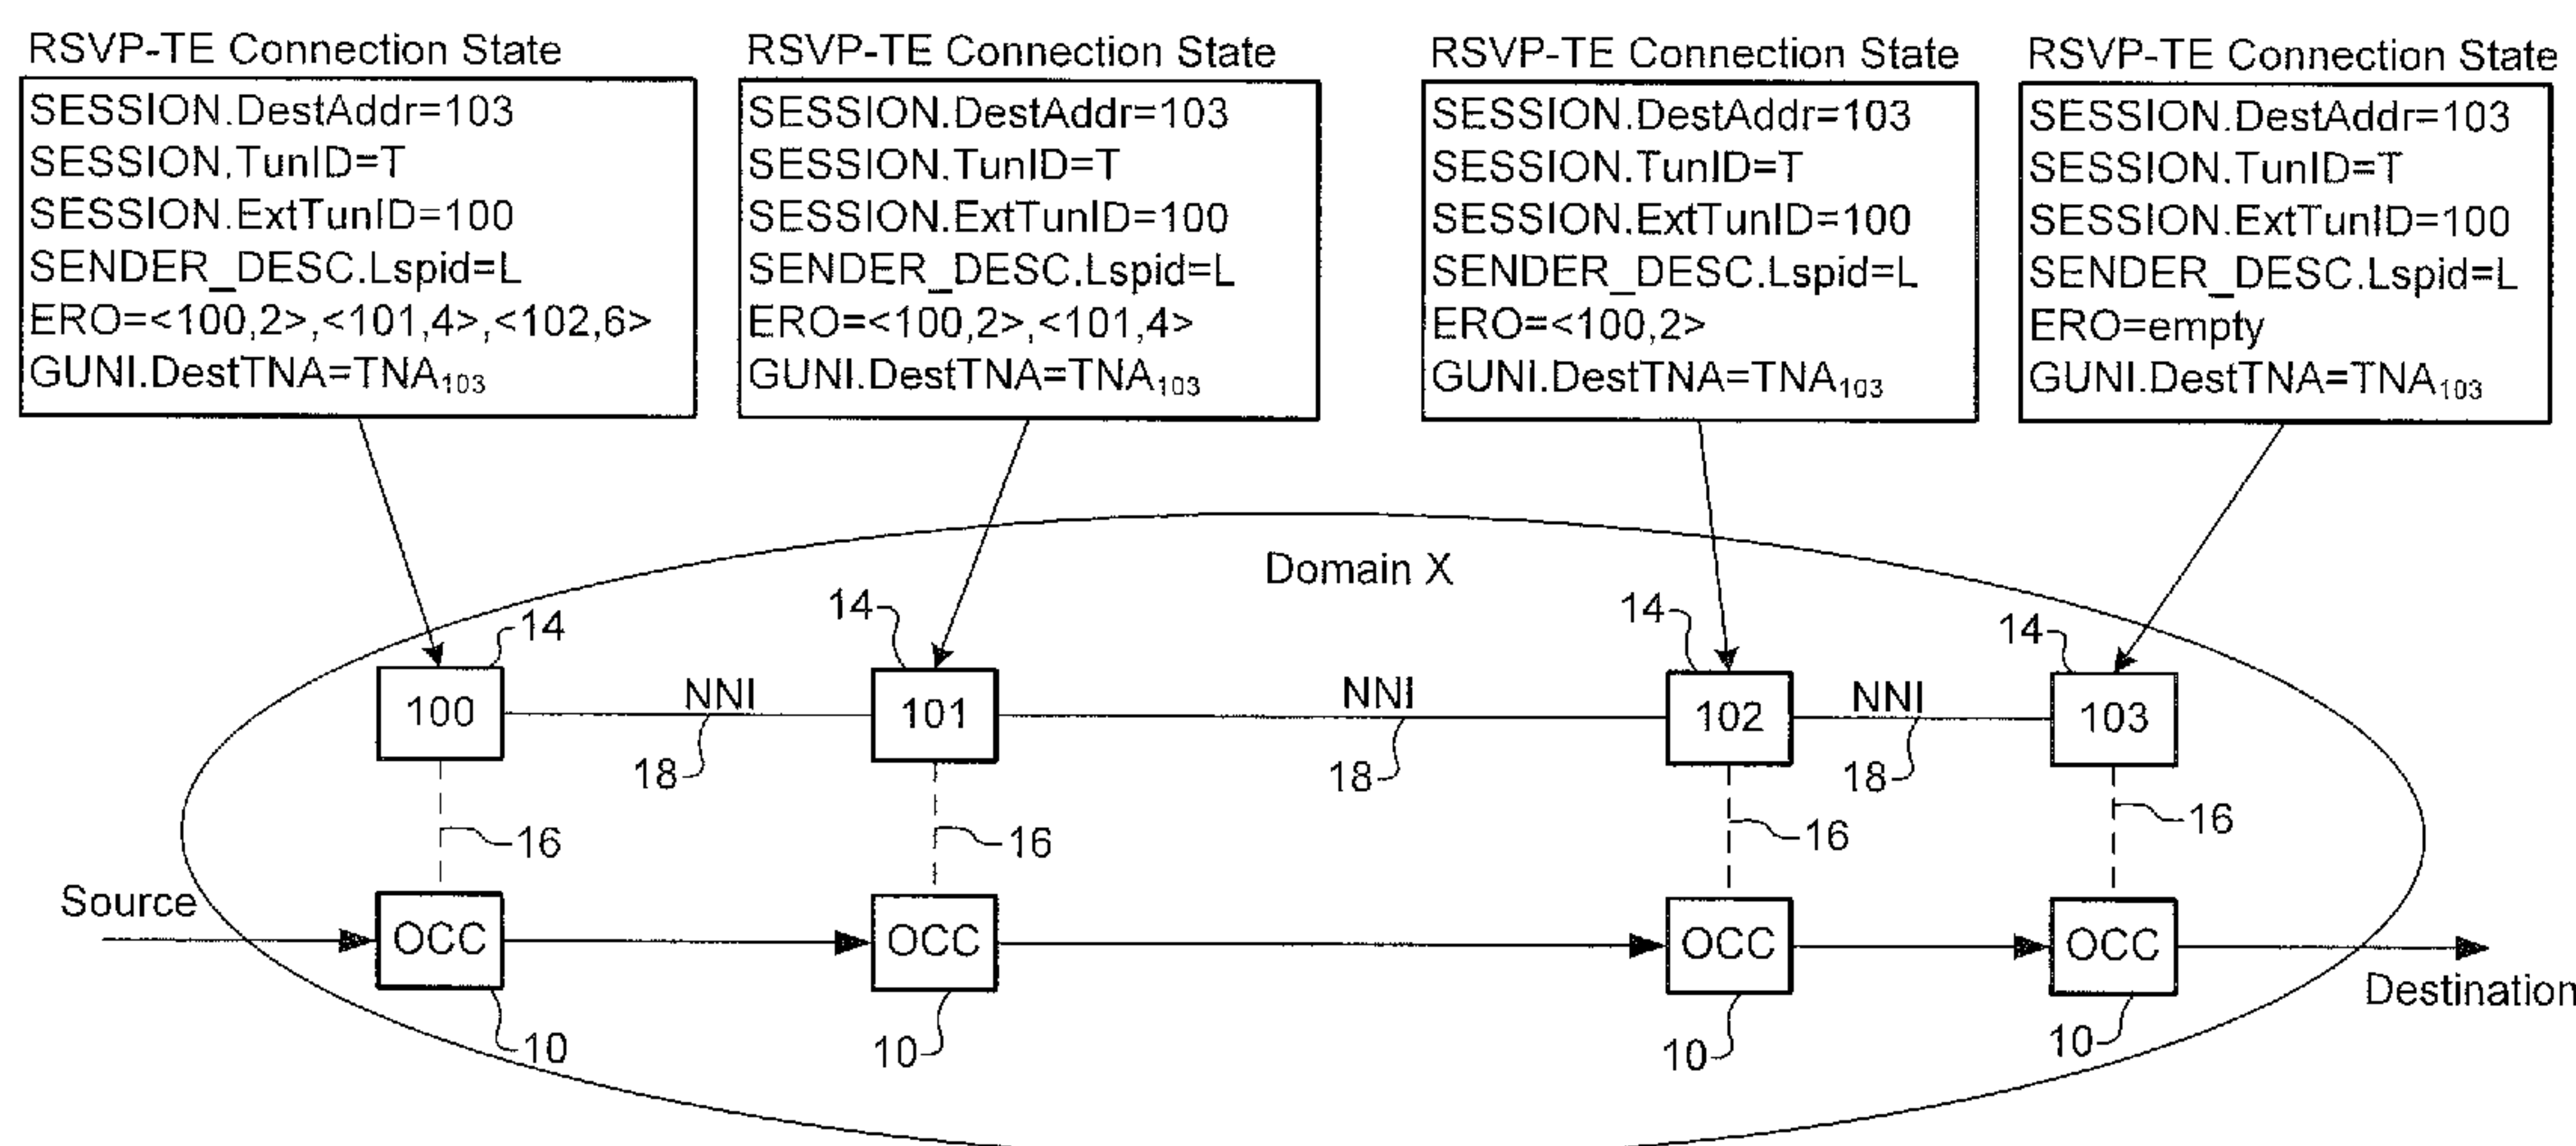 RSVP-TE Connection State
SESSION.DestAddr=103
SESSION.TunID=T
SESSION.ExtTunID=100
SENDER_DESC.Lspid=L
ERO=<100,2>,<101,4>,<102,6>
GUNI.DestTNA=TNA₁₀₃
RSVP-TE Connection State
SESSION.DestAddr=103
SESSION.TunID=T
SESSION.ExtTunID=100
SENDER_DESC.Lspid=L
ERO=<100,2>,<101,4>
GUNI.DestTNA=TNA₁₀₃
RSVP-TE Connection State
SESSION.DestAddr=103
SESSION.TunID=T
SESSION.ExtTunID=100
SENDER_DESC.Lspid=L
ERO=<100,2>
GUNI.DestTNA=TNA₁₀₃
RSVP-TE Connection State
SESSION.DestAddr=103
SESSION.TunID=T
SESSION.ExtTunID=100
SENDER_DESC.Lspid=L
ERO=empty
GUNI.DestTNA=TNA₁₀₃
Domain X
14
14
14
14
100
NNI
101
NNI
102
NNI
103
18
18
18
16
16
16
16
Source
OCC
OCC
OCC
OCC
Destination
10
10
10
10